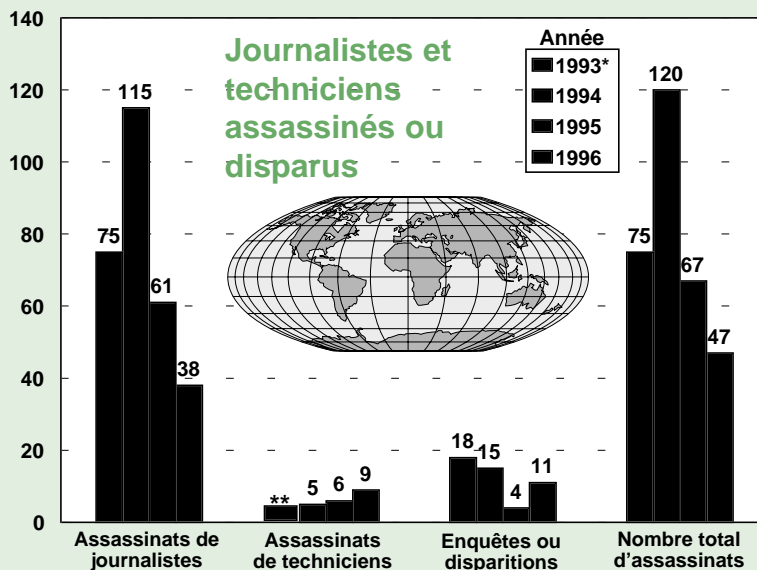 140
120
100
80
60
40
20
0
Journalistes et
techniciens
assassinés ou
disparus
Année
1993*
1994
1995
1996
75
115
61
38
**
5
6
9
18
15
4
11
75
120
67
47
Assassinats de
journalistes
Assassinats
de techniciens
Enquêtes ou
disparitions
Nombre total
d'assassinats